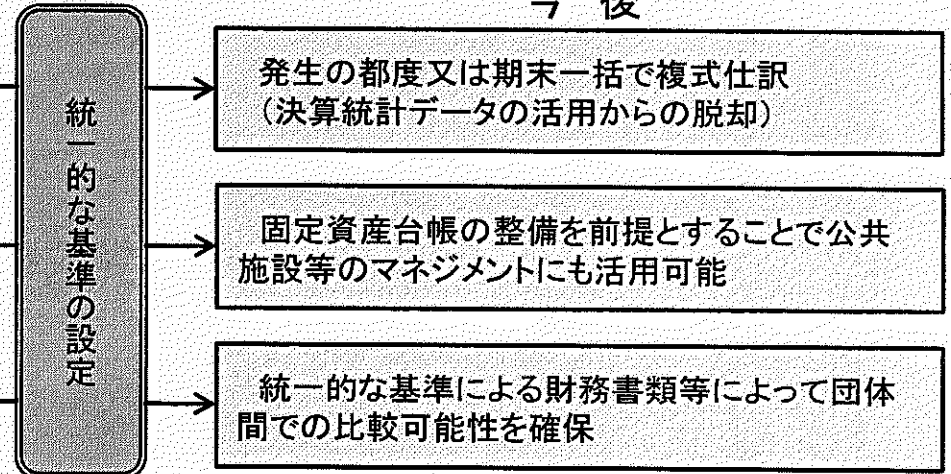 今後
統一的な基準の設定
発生の都度又は期末一括で複式仕訳
（決算統計データの活用からの脱却）
固定資産台帳の整備を前提とすることで公共
施設等のマネジメントにも活用可能
統一的な基準による財務書類等によって団体
間での比較可能性を確保